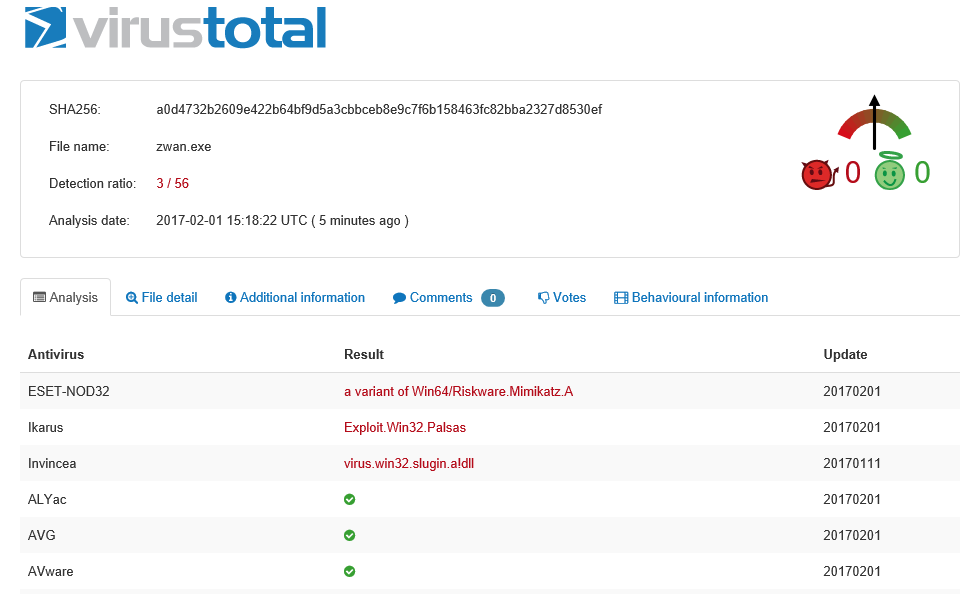 virustotal
SHA256: a0d4732b2609e422b64bf9d5a3cbbceb8e9c7f6b158463fc82bba2327d8530ef
File name: zwan.exe
Detection ratio: 3 / 56
0 0
Analysis date: 2017-02-01 15:18:22 UTC ( 5 minutes ago )
Analysis File detail Additional information Comments 0 Votes Behavioural information
Antivirus Result Update
ESET-NOD32 a variant of Win64/Riskware.Mimikatz.A 20170201
Ikarus Exploit.Win32.Palsas 20170201
Invincea virus.win32.slugin.a!dll 20170111
ALYac 20170201
AVG 20170201
AVware 20170201